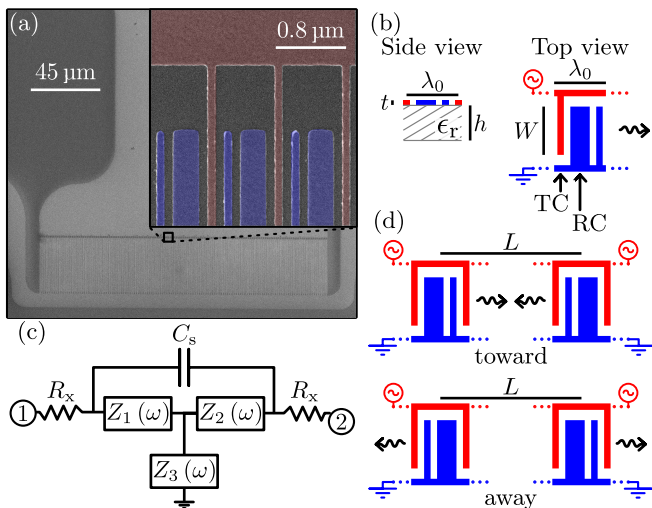 (a)
45 µm
0.8 µm
(b)
Side view
Top view
λ₀
λ₀
t
ϵᵣ
h
W
TC
RC
(c)
Cₛ
Rₓ
Z₁ (ω)
Z₂ (ω)
Rₓ
1
2
Z₃ (ω)
(d)
L
toward
L
away